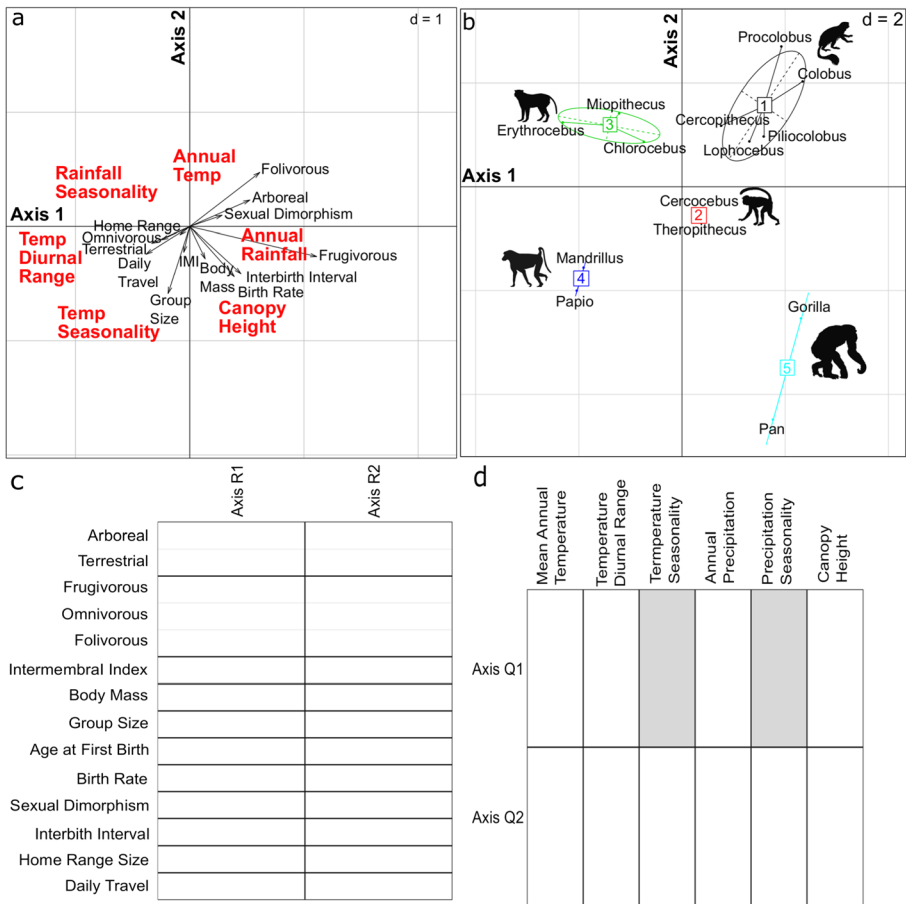 a
Axis 2
d = 1
Annual
Temp
Rainfall
Seasonality
Folivorous
Arboreal
Sexual Dimorphism
Axis 1
Home Range
Omnivorous
Terrestrial
Temp
Diurnal
Range
Annual
Rainfall
Frugivorous
Daily
Travel
IMI
Body
Mass
Interbirth Interval
Birth Rate
Group
Size
Temp
Seasonality
Canopy
Height
b
Axis 2
d = 2
Procolobus
Colobus
1
Cercopithecus
Piliocolobus
Lophocebus
Miopithecus
3
Erythrocebus
Chlorocebus
Axis 1
Cercocebus
2
Theropithecus
Mandrillus
4
Papio
Gorilla
5
Pan
c
Axis R1
Axis R2
Arboreal
Terrestrial
Frugivorous
Omnivorous
Folivorous
Intermembral Index
Body Mass
Group Size
Age at First Birth
Birth Rate
Sexual Dimorphism
Interbith Interval
Home Range Size
Daily Travel
d
Mean Annual
Temperature
Temperature
Diurnal Range
Termperature
Seasonality
Annual
Precipitation
Precipitation
Seasonality
Canopy
Height
Axis Q1
Axis Q2